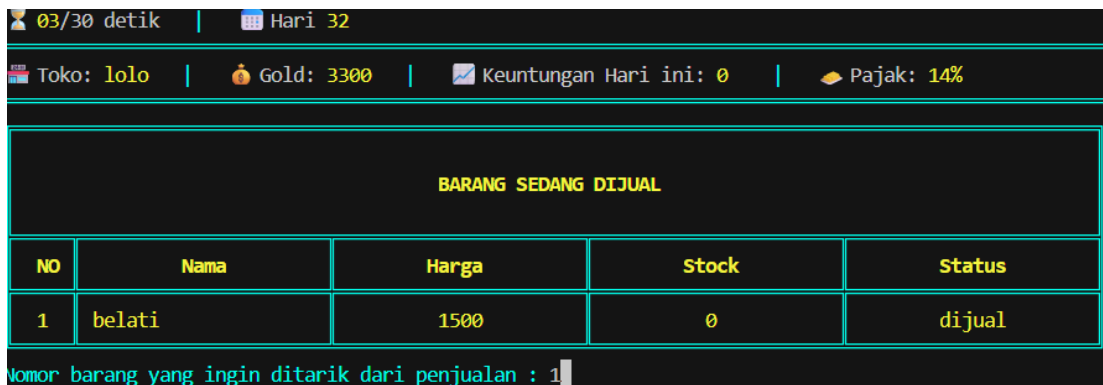 03/30 detik | Hari 32
Toko: lolo | Gold: 3300 | Keuntungan Hari ini: 0 | Pajak: 14%
BARANG SEDANG DIJUAL
NO Nama Harga Stock Status
1 belati 1500 0 dijual
Nomor barang yang ingin ditarik dari penjualan : 1